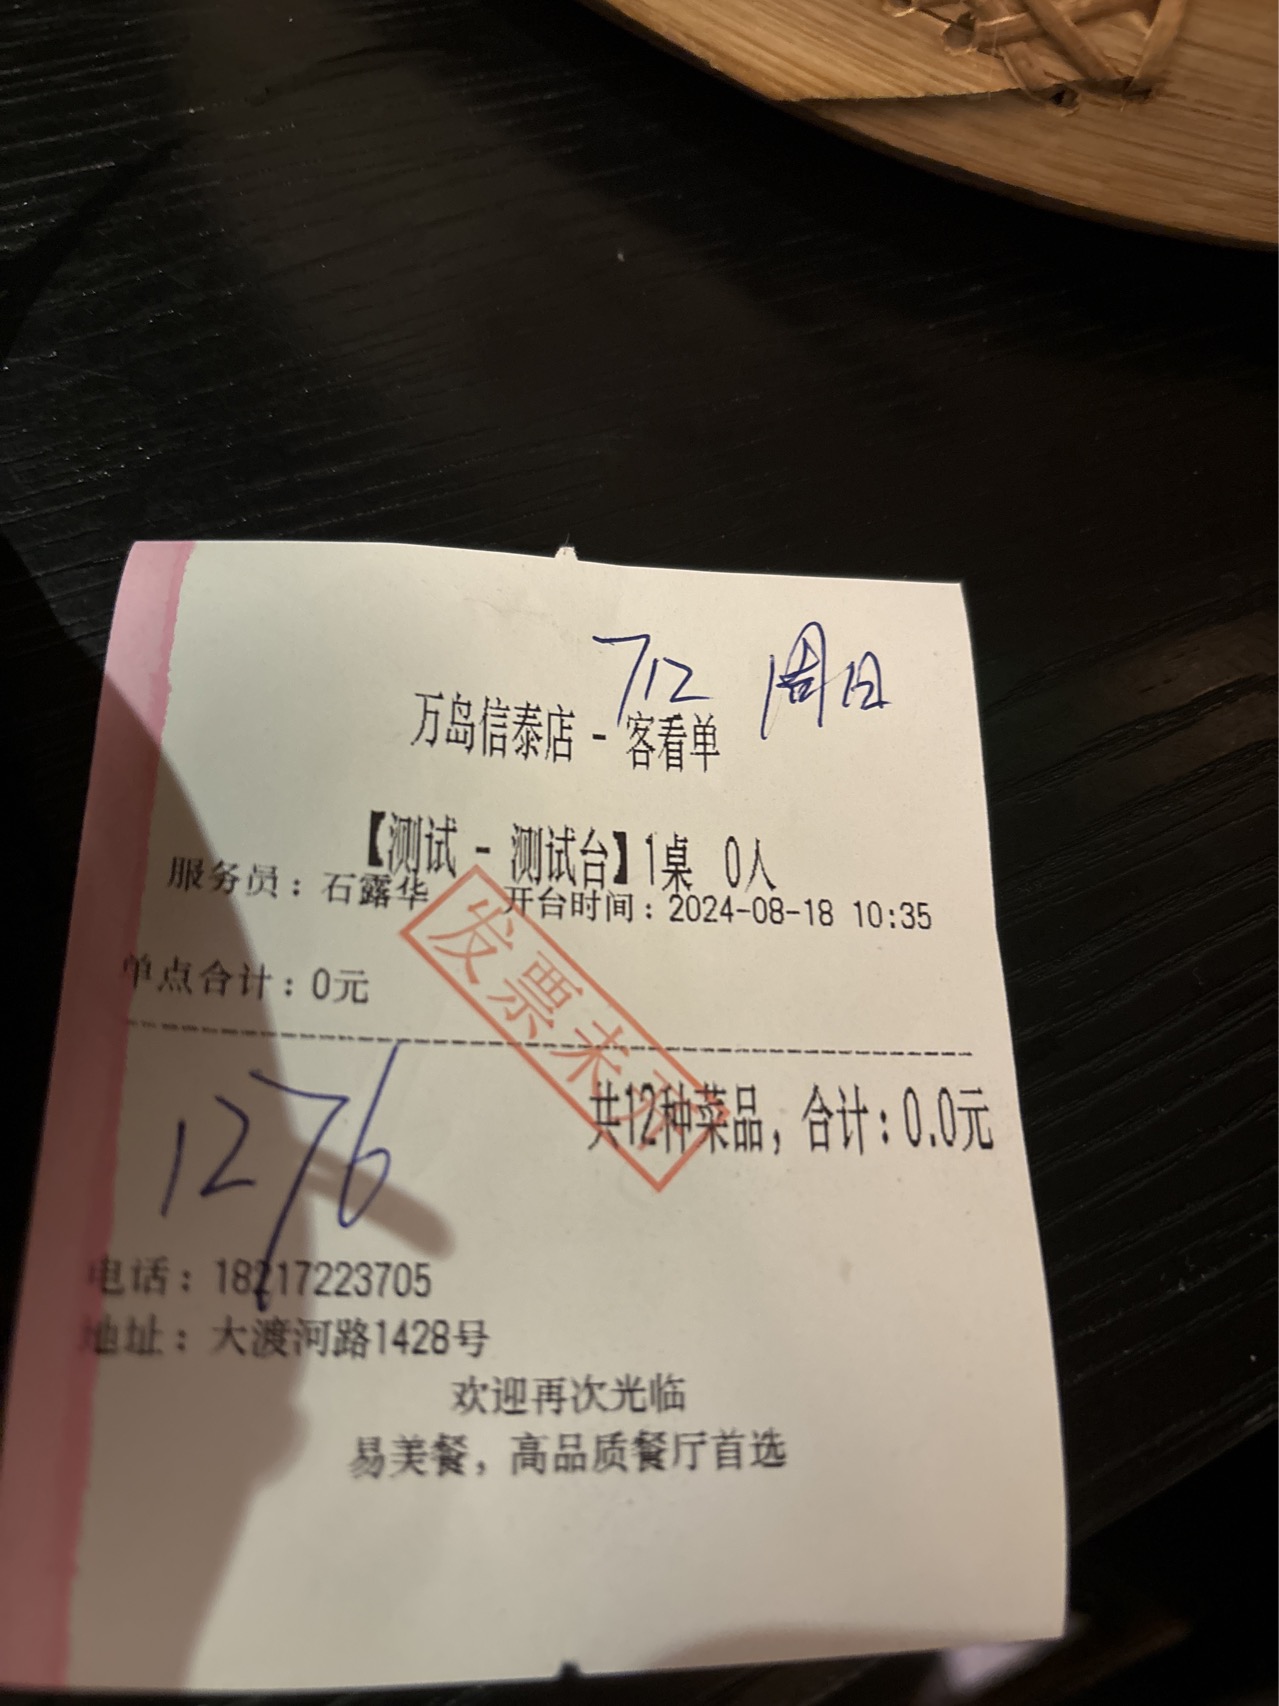 712 周日
万岛信泰店 - 客看单
【测试 - 测试台】1桌 0人
服务员：石露华 开台时间：2024-08-18 10:35
单点合计：0元
发票未开
共12种菜品，合计：0.0元
1276
电话：18217223705
地址：大渡河路1428号
欢迎再次光临
易美餐，高品质餐厅首选